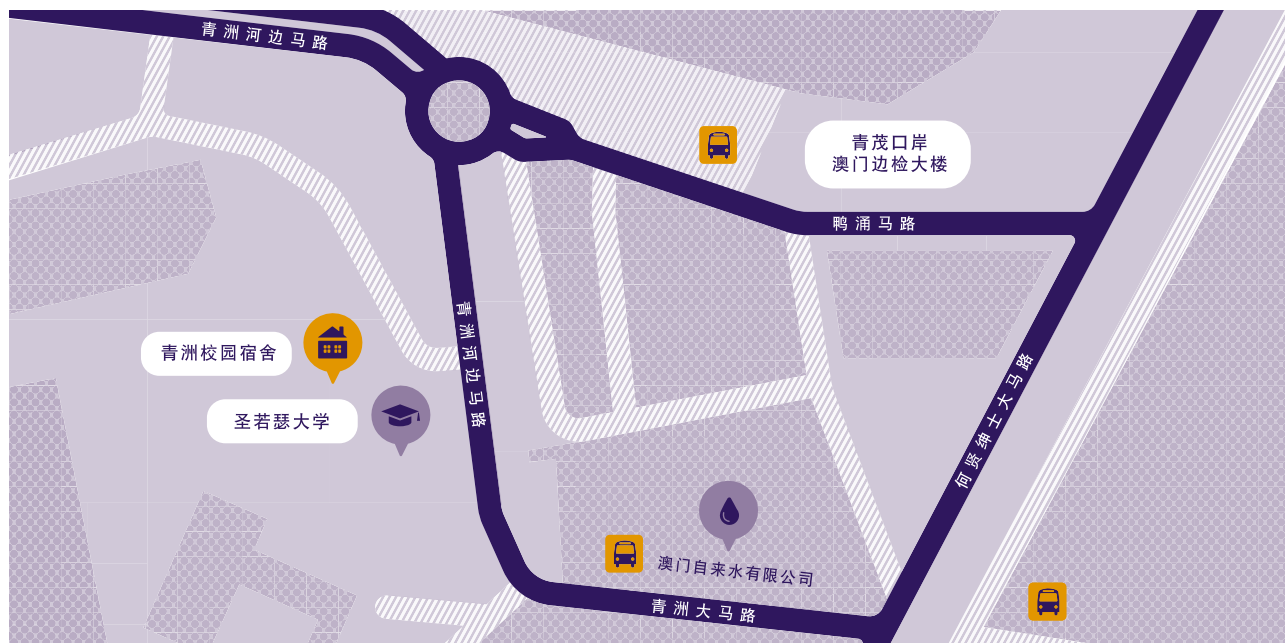 青洲河边马路
青茂口岸
澳门边检大楼
鸭涌马路
青洲河边马路
青洲校园宿舍
圣若瑟大学
何贤绅士大马路
澳门自来水有限公司
青洲大马路